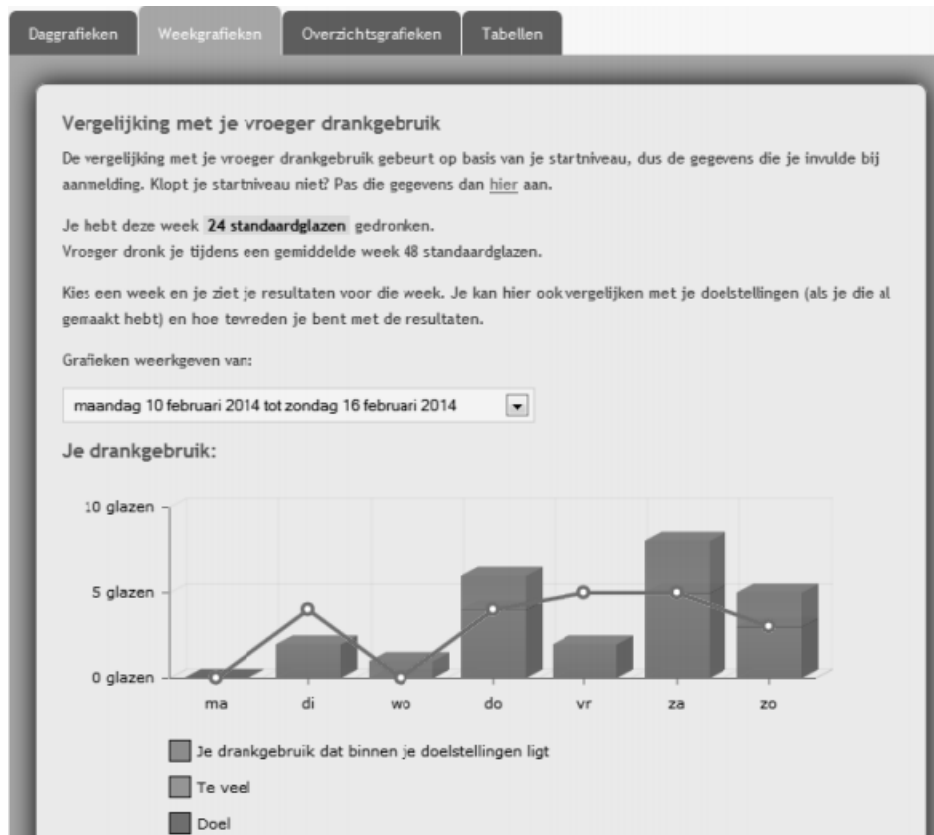 Daggrafieken Weekgrafieken Overzichtsgrafieken Tabellen
Vergelijking met je vroeger drankgebruik
De vergelijking met je vroeger drankgebruik gebeurt op basis van je startniveau, dus de gegevens die je invulde bij
aanmelding. Klopt je startniveau niet? Pas die gegevens dan hier aan.
Je hebt deze week 24 standaardglazen gedronken.
Vroeger dronk je tijdens een gemiddelde week 48 standaardglazen.
Kies een week en je ziet je resultaten voor die week. Je kan hier ook vergelijken met je doelstellingen (als je die al
gemaakt hebt) en hoe tevreden je bent met de resultaten.
Grafieken weerkgeven van:
maandag 10 februari 2014 tot zondag 16 februari 2014
Je drankgebruik:
10 glazen
5 glazen
0 glazen
ma di wo do vr za zo
Je drankgebruik dat binnen je doelstellingen ligt
Te veel
Doel